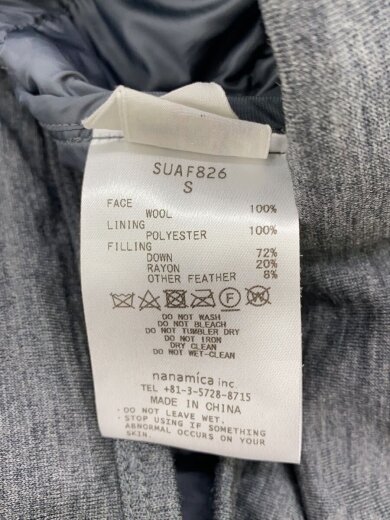 SUAF826
S
FACE
WOOL 100%
LINING
POLYESTER 100%
FILLING
DOWN 72%
RAYON 20%
OTHER FEATHER 8%
F W
DO NOT WASH
DO NOT BLEACH
DO NOT TUMBLER DRY
DO NOT IRON
DRY CLEAN
DO NOT WET-CLEAN
nanamica inc.
TEL +81-3-5728-8715
MADE IN CHINA
・DO NOT LEAVE WET.
・STOP USING IF SOMETHING
ABNORMAL OCCURS ON YOUR
SKIN.